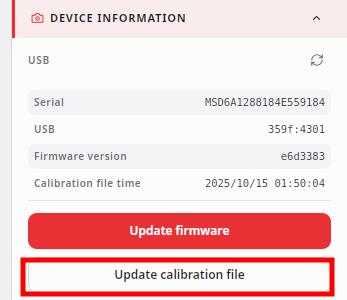 DEVICE INFORMATION
USB
Serial MSD6A1288184E559184
USB 359f:4301
Firmware version e6d3383
Calibration file time 2025/10/15 01:50:04
Update firmware
Update calibration file